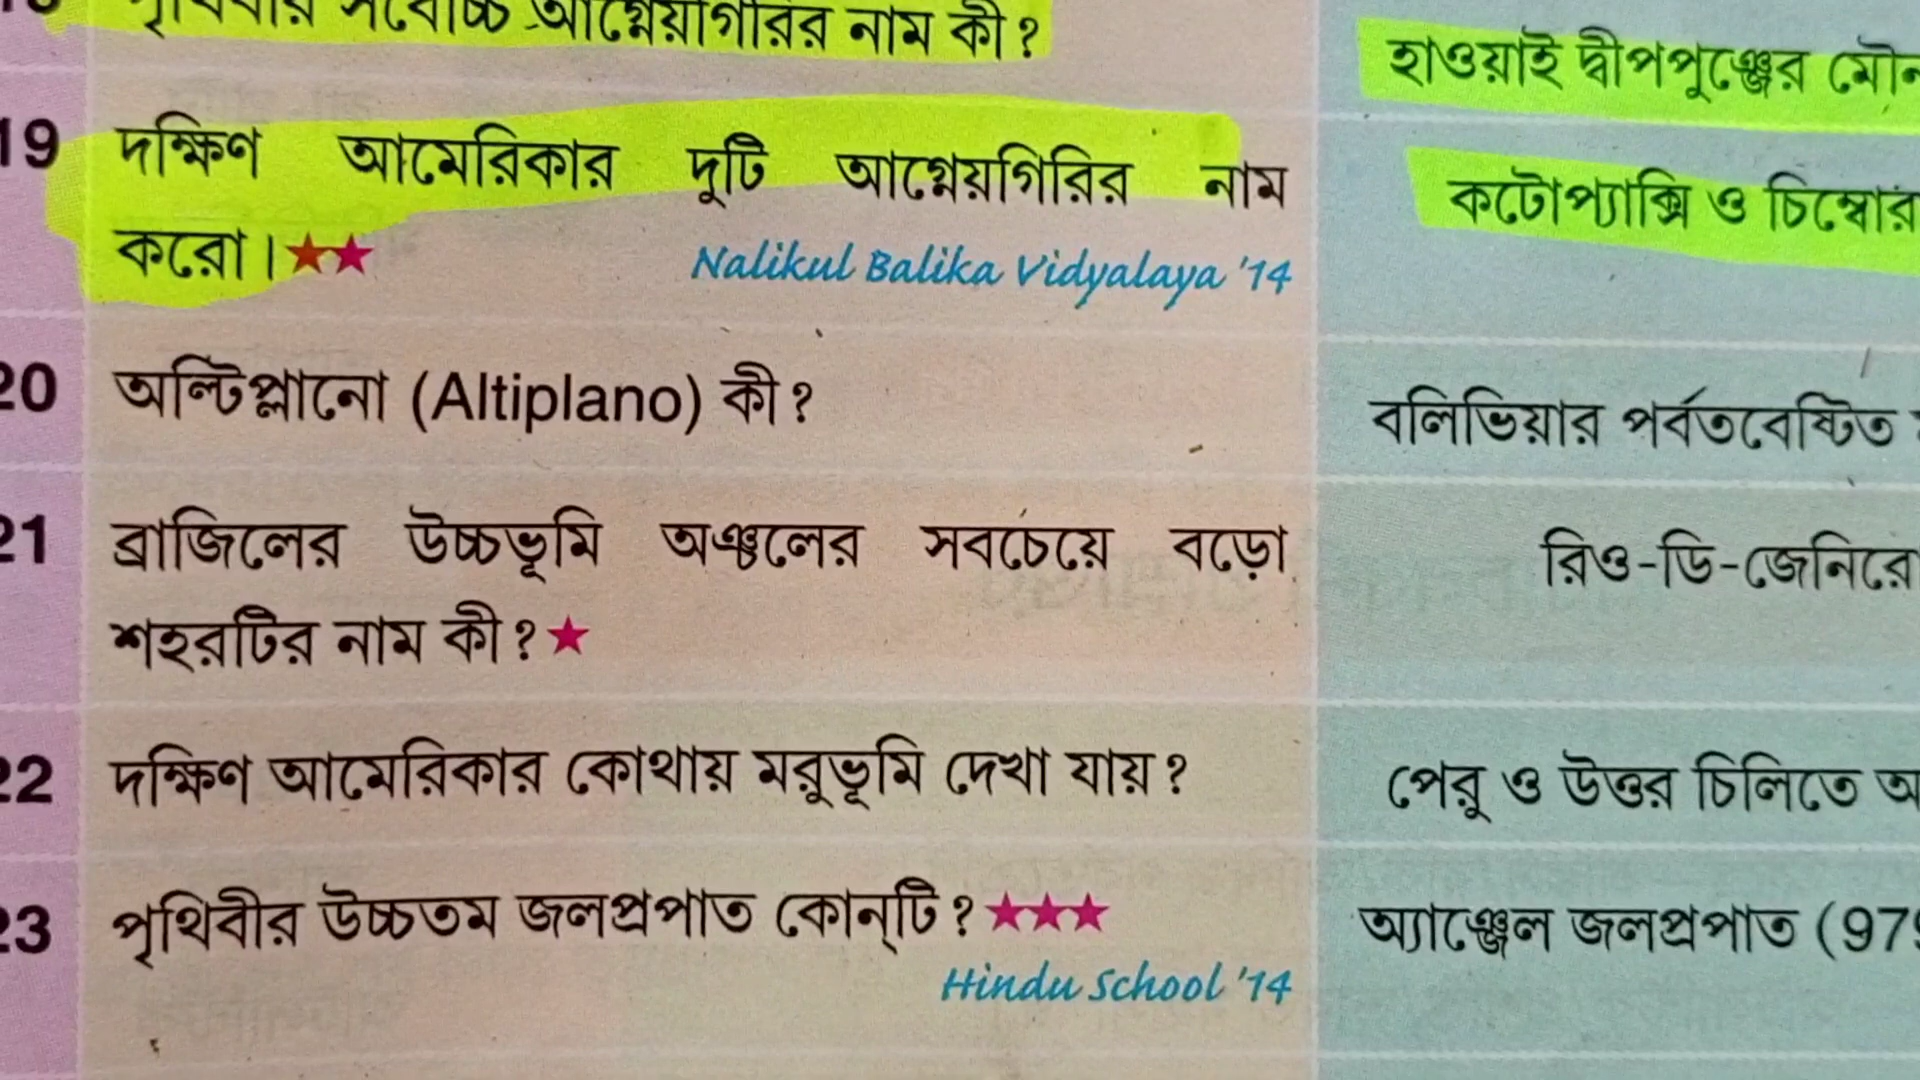 পৃথিবীর সর্বোচ্চ আগ্নেয়গিরির নাম কী?
হাওয়াই দ্বীপপুঞ্জের
19 দক্ষিণ আমেরিকার দুটি আগ্নেয়গিরির নাম
কটোপ্যাক্সি ও
করো।★★ Nalikul Balika Vidyalaya '14
20 অল্টিপ্লানো (Altiplano) কী?
বলিভিয়ার পর্বতবেষ্টিত
21 ব্রাজিলের উচ্চভূমি অঞ্চলের সবচেয়ে বড়ো
রিও-ডি-জেনিরো
শহরটির নাম কী?★
22 দক্ষিণ আমেরিকার কোথায় মরুভূমি দেখা যায়?
পেরু ও উত্তর চিলিতে
23 পৃথিবীর উচ্চতম জলপ্রপাত কোন্‌টি?★★★
অ্যাঞ্জেল জলপ্রপাত (979
Hindu School '14